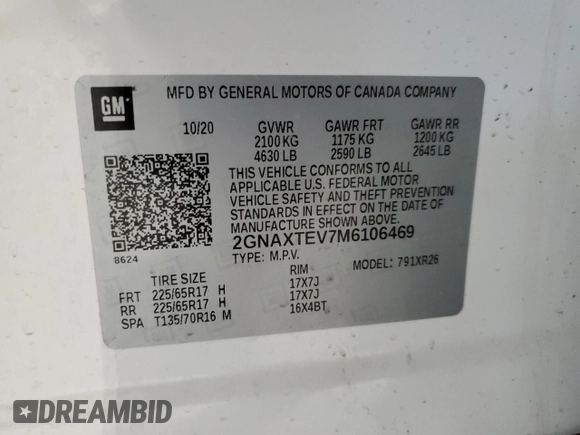 GM
MFD BY GENERAL MOTORS OF CANADA COMPANY
10/20 GVWR GAWR FRT GAWR RR
2100 KG 1175 KG 1200 KG
4630 LB 2590 LB 2645 LB
THIS VEHICLE CONFORMS TO ALL
APPLICABLE U.S. FEDERAL MOTOR
VEHICLE SAFETY AND THEFT PREVENTION
STANDARDS IN EFFECT ON THE DATE OF
MANUFACTURE SHOWN ABOVE.
8624 2GNAXTEV7M6106469
TYPE: M.P.V. MODEL: 791XR26
TIRE SIZE RIM
FRT 225/65R17 H 17X7J
RR 225/65R17 H 17X7J
SPA T135/70R16 M 16X4BT
DREAMBID